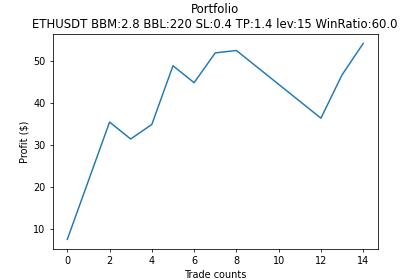 Portfolio
ETHUSDT BBM:2.8 BBL:220 SL:0.4 TP:1.4 lev:15 WinRatio:60.0
50
40
30
20
10
Profit ($)
0 2 4 6 8 10 12 14
Trade counts